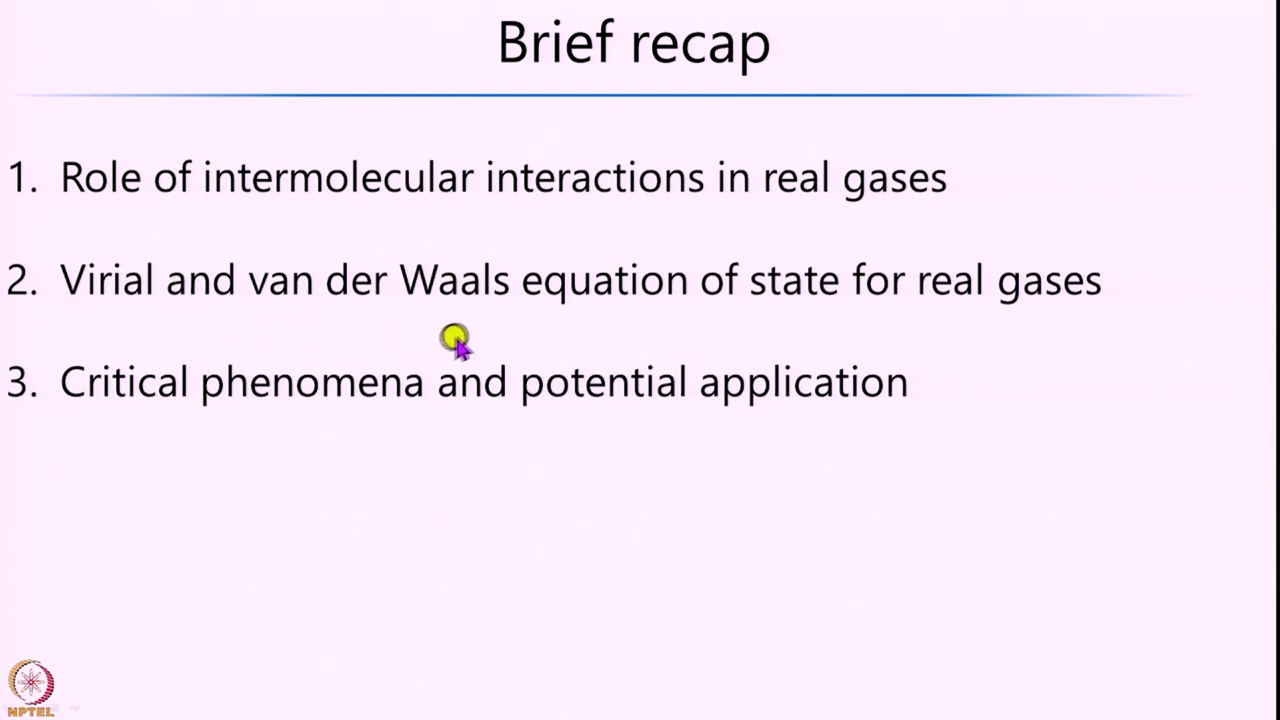 Brief recap
1. Role of intermolecular interactions in real gases
2. Virial and van der Waals equation of state for real gases
3. Critical phenomena and potential application
NPTEL